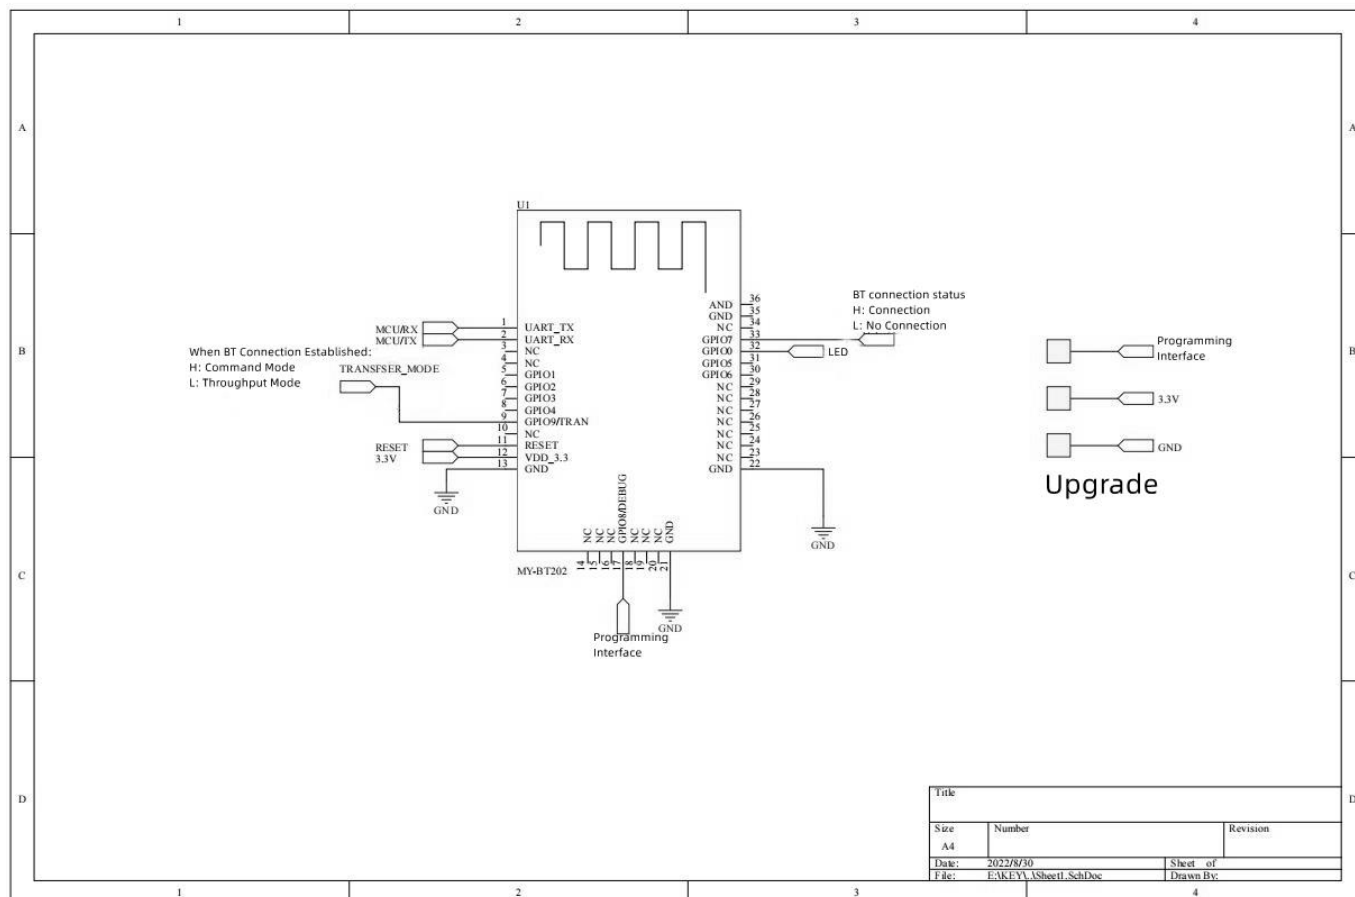 1 2 3 4
A A
U1
36
AND
35
GND
34
NC
33
GPIO7
32
GPIO0
31
GPIO5
30
GPIO6
29
NC
28
NC
27
NC
26
NC
25
NC
24
NC
23
NC
22
GND
BT connection status
H: Connection
L: No Connection
LED
MCU/RX
MCU/TX
1
UART_TX
2
UART_RX
3
NC
4
NC
5
GPIO1
6
GPIO2
7
GPIO3
8
GPIO4
9
GPIO9/TRAN
10
NC
11
RESET
12
VDD_3.3
13
GND
B B
When BT Connection Established:
H: Command Mode
L: Throughput Mode
TRANSFSER_MODE
RESET
3.3V
GND
GND
Programming
Interface
3.3V
GND
Upgrade
NC
NC
NC
GPIO8/DEBUG
NC
NC
NC
GND
14
15
16
17
18
19
20
21
MY-BT202
C C
GND
Programming
Interface
D D
Title
Size Number Revision
A4
Date: 2022/8/30 Sheet of
File: E:\KEY\..\Sheet1.SchDoc Drawn By:
1 2 3 4